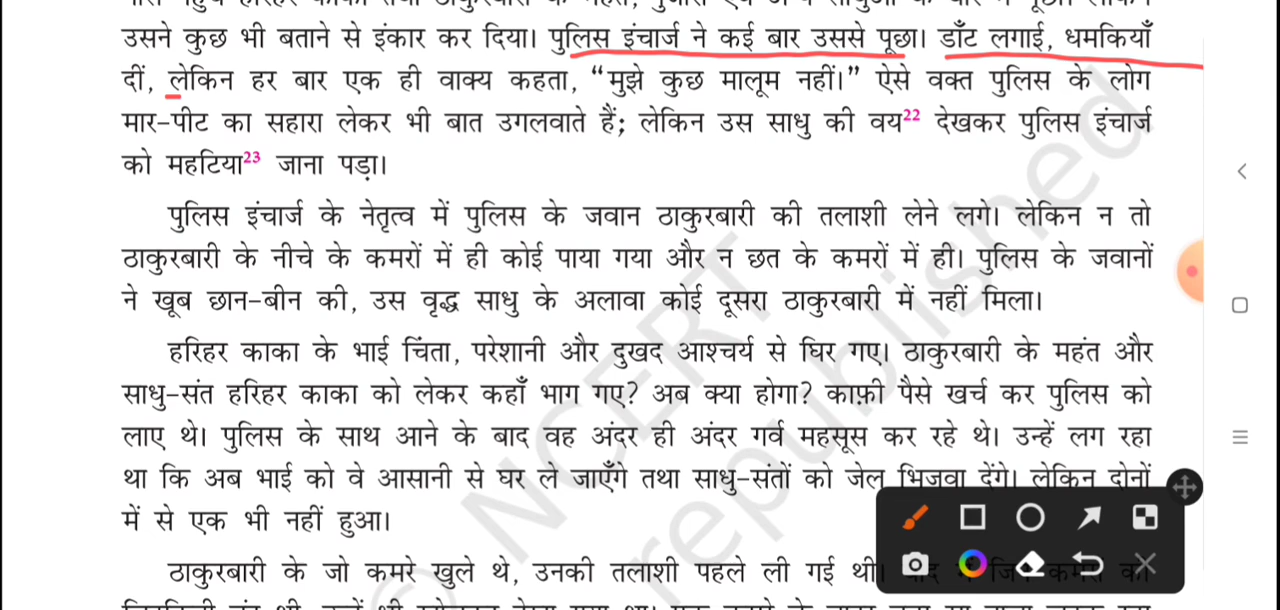 उसने कुछ भी बताने से इंकार कर दिया। पुलिस इंचार्ज ने कई बार उससे पूछा। डाँट लगाई, धमकियाँ
दीं, लेकिन हर बार एक ही वाक्य कहता, “मुझे कुछ मालूम नहीं।” ऐसे वक्त पुलिस के लोग
मार-पीट का सहारा लेकर भी बात उगलवाते हैं; लेकिन उस साधु की वय22 देखकर पुलिस इंचार्ज
को महटिया23 जाना पड़ा।
पुलिस इंचार्ज के नेतृत्व में पुलिस के जवान ठाकुरबारी की तलाशी लेने लगे। लेकिन न तो
ठाकुरबारी के नीचे के कमरों में ही कोई पाया गया और न छत के कमरों में ही। पुलिस के जवानों
ने खूब छान-बीन की, उस वृद्ध साधु के अलावा कोई दूसरा ठाकुरबारी में नहीं मिला।
हरिहर काका के भाई चिंता, परेशानी और दुखद आश्चर्य से घिर गए। ठाकुरबारी के महंत और
साधु-संत हरिहर काका को लेकर कहाँ भाग गए? अब क्या होगा? काफ़ी पैसे खर्च कर पुलिस को
लाए थे। पुलिस के साथ आने के बाद वह अंदर ही अंदर गर्व महसूस कर रहे थे। उन्हें लग रहा
था कि अब भाई को वे आसानी से घर ले जाएँगे तथा साधु-संतों को जेल भिजवा देंगे। लेकिन दोनों
में से एक भी नहीं हुआ।
ठाकुरबारी के जो कमरे खुले थे, उनकी तलाशी पहले ली गई थी।
© NCERT
republished